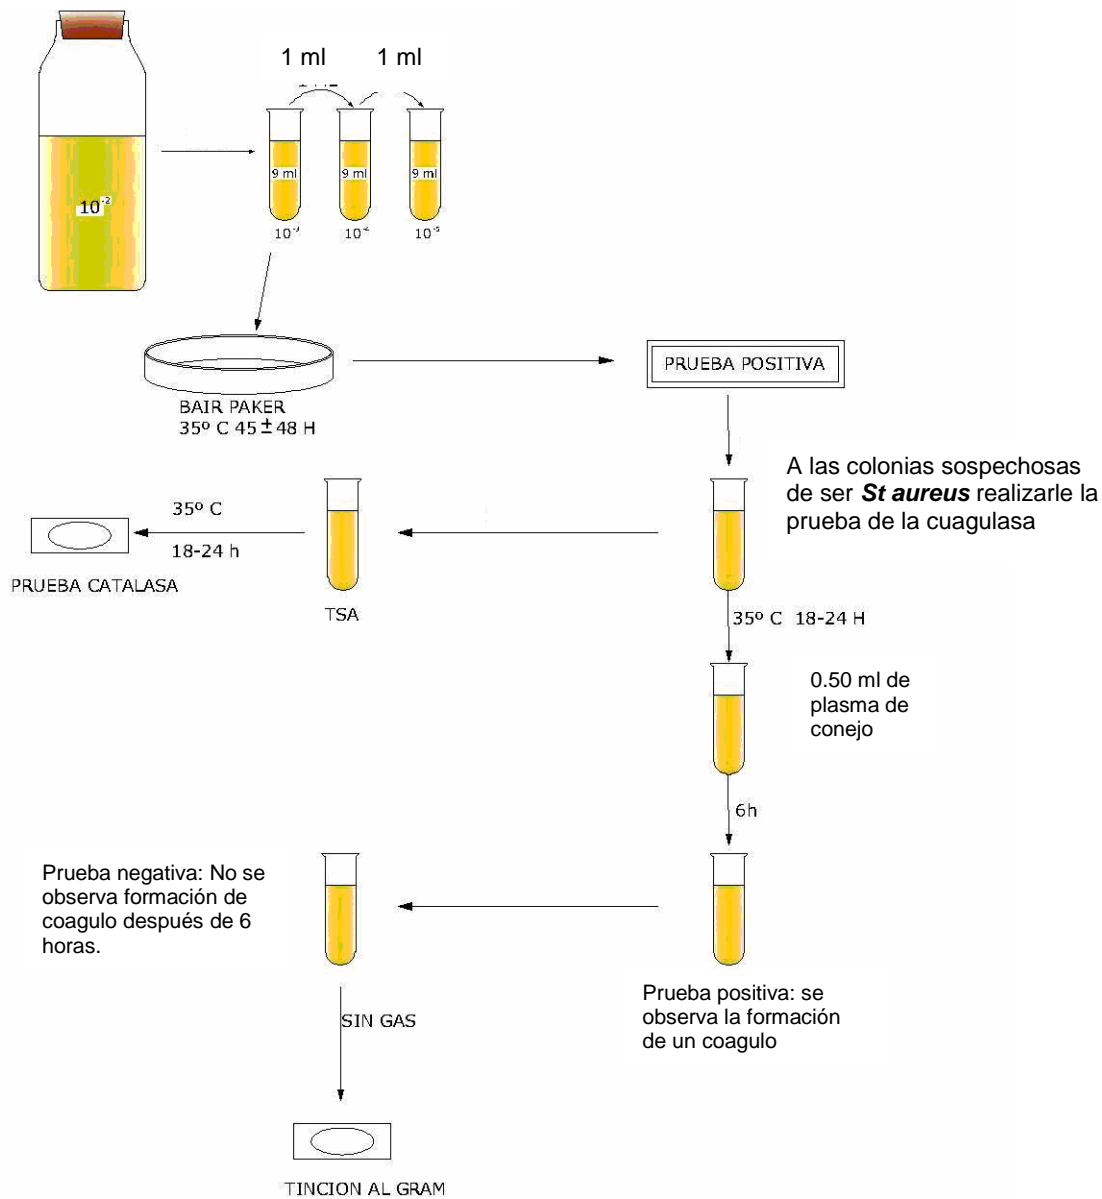 1 ml 1 ml
9 ml 9 ml 9 ml
10⁻²
10⁻³ 10⁻⁴ 10⁻⁵
PRUEBA POSITIVA
BAIR PAKER
35º C 45 ± 48 H
A las colonias sospechosas
de ser St aureus realizarle la
prueba de la cuagulasa
35º C
18-24 h
PRUEBA CATALASA
TSA
35º C 18-24 H
0.50 ml de
plasma de
conejo
6h
Prueba negativa: No se
observa formación de
coagulo después de 6
horas.
Prueba positiva: se
observa la formación
de un coagulo
SIN GAS
TINCION AL GRAM